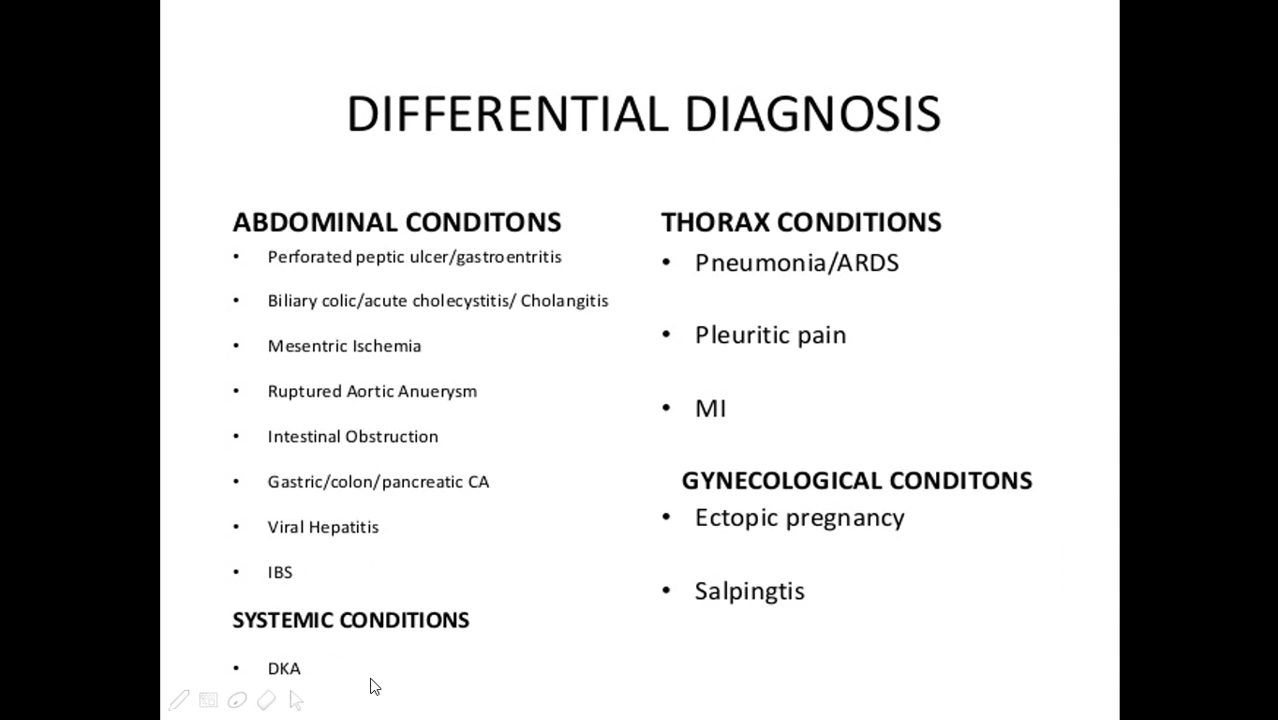 DIFFERENTIAL DIAGNOSIS
ABDOMINAL CONDITONS
• Perforated peptic ulcer/gastroentritis
• Biliary colic/acute cholecystitis/ Cholangitis
• Mesentric Ischemia
• Ruptured Aortic Anuerysm
• Intestinal Obstruction
• Gastric/colon/pancreatic CA
• Viral Hepatitis
• IBS
SYSTEMIC CONDITIONS
• DKA
THORAX CONDITIONS
• Pneumonia/ARDS
• Pleuritic pain
• MI
GYNECOLOGICAL CONDITONS
• Ectopic pregnancy
• Salpingtis